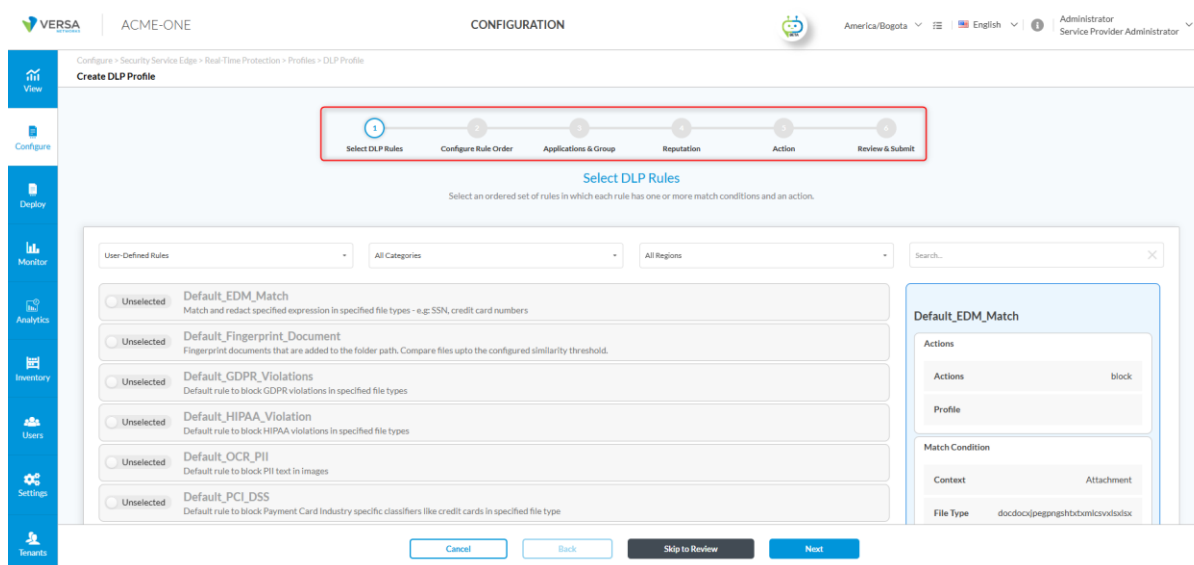 VERSA
NETWORKS
ACME-ONE
CONFIGURATION
America/Bogota
English
Administrator
Service Provider Administrator
Configure > Security Service Edge > Real-Time Protection > Profiles > DLP Profile
Create DLP Profile
View
Configure
Deploy
Monitor
Analytics
Inventory
Users
Settings
Tenants
1
2
3
4
5
6
Select DLP Rules
Configure Rule Order
Applications & Group
Reputation
Action
Review & Submit
Select DLP Rules
Select an ordered set of rules in which each rule has one or more match conditions and an action.
User-Defined Rules
All Categories
All Regions
Search...
Unselected
Default_EDM_Match
Match and redact specified expression in specified file types - e.g: SSN, credit card numbers
Unselected
Default_Fingerprint_Document
Fingerprint documents that are added to the folder path. Compare files upto the configured similarity threshold.
Unselected
Default_GDPR_Violations
Default rule to block GDPR violations in specified file types
Unselected
Default_HIPAA_Violation
Default rule to block HIPAA violations in specified file types
Unselected
Default_OCR_PII
Default rule to block PII text in images
Unselected
Default_PCI_DSS
Default rule to block Payment Card Industry specific classifiers like credit cards in specified file type
Default_EDM_Match
Actions
Actions block
Profile
Match Condition
Context Attachment
File Type docdocxjpegpngshtxtxmlcsvxlsxlsx
Cancel
Back
Skip to Review
Next